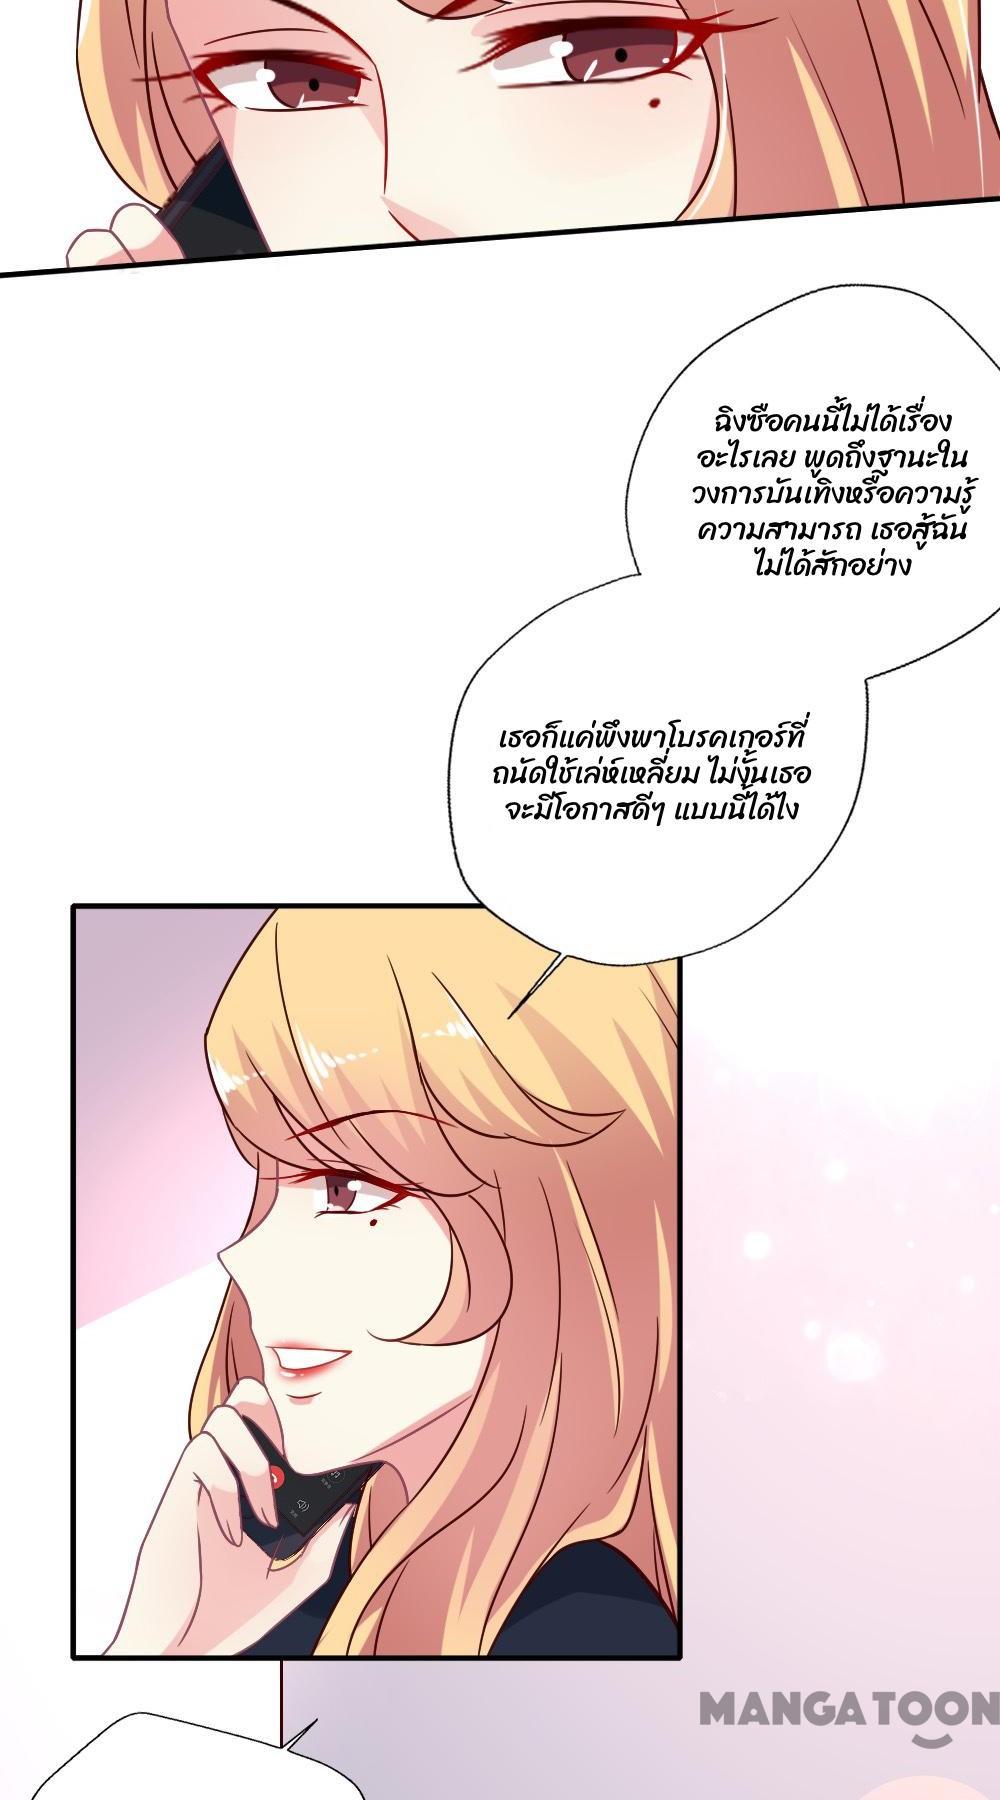 ฉิงซือคนนี้ไม่ได้เรื่อง
อะไรเลย พูดถึงฐานะใน
วงการบันเทิงหรือความรู้
ความสามารถ เธอสู้ฉัน
ไม่ได้สักอย่าง
เธอก็แค่พึ่งพาโบรคเกอร์ที่
ถนัดใช้เล่ห์เหลี่ยม ไม่งั้นเธอ
จะมีโอกาสดีๆ แบบนี้ได้ไง
MANGATOON